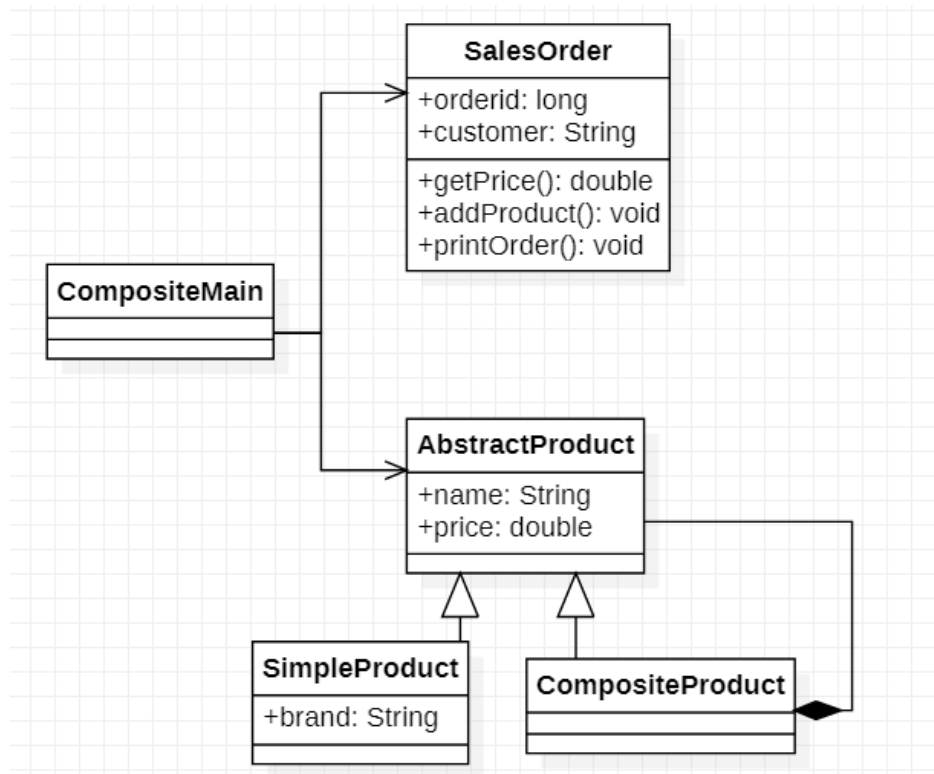 SalesOrder
+orderid: long
+customer: String
+getPrice(): double
+addProduct(): void
+printOrder(): void
CompositeMain
AbstractProduct
+name: String
+price: double
SimpleProduct
+brand: String
CompositeProduct